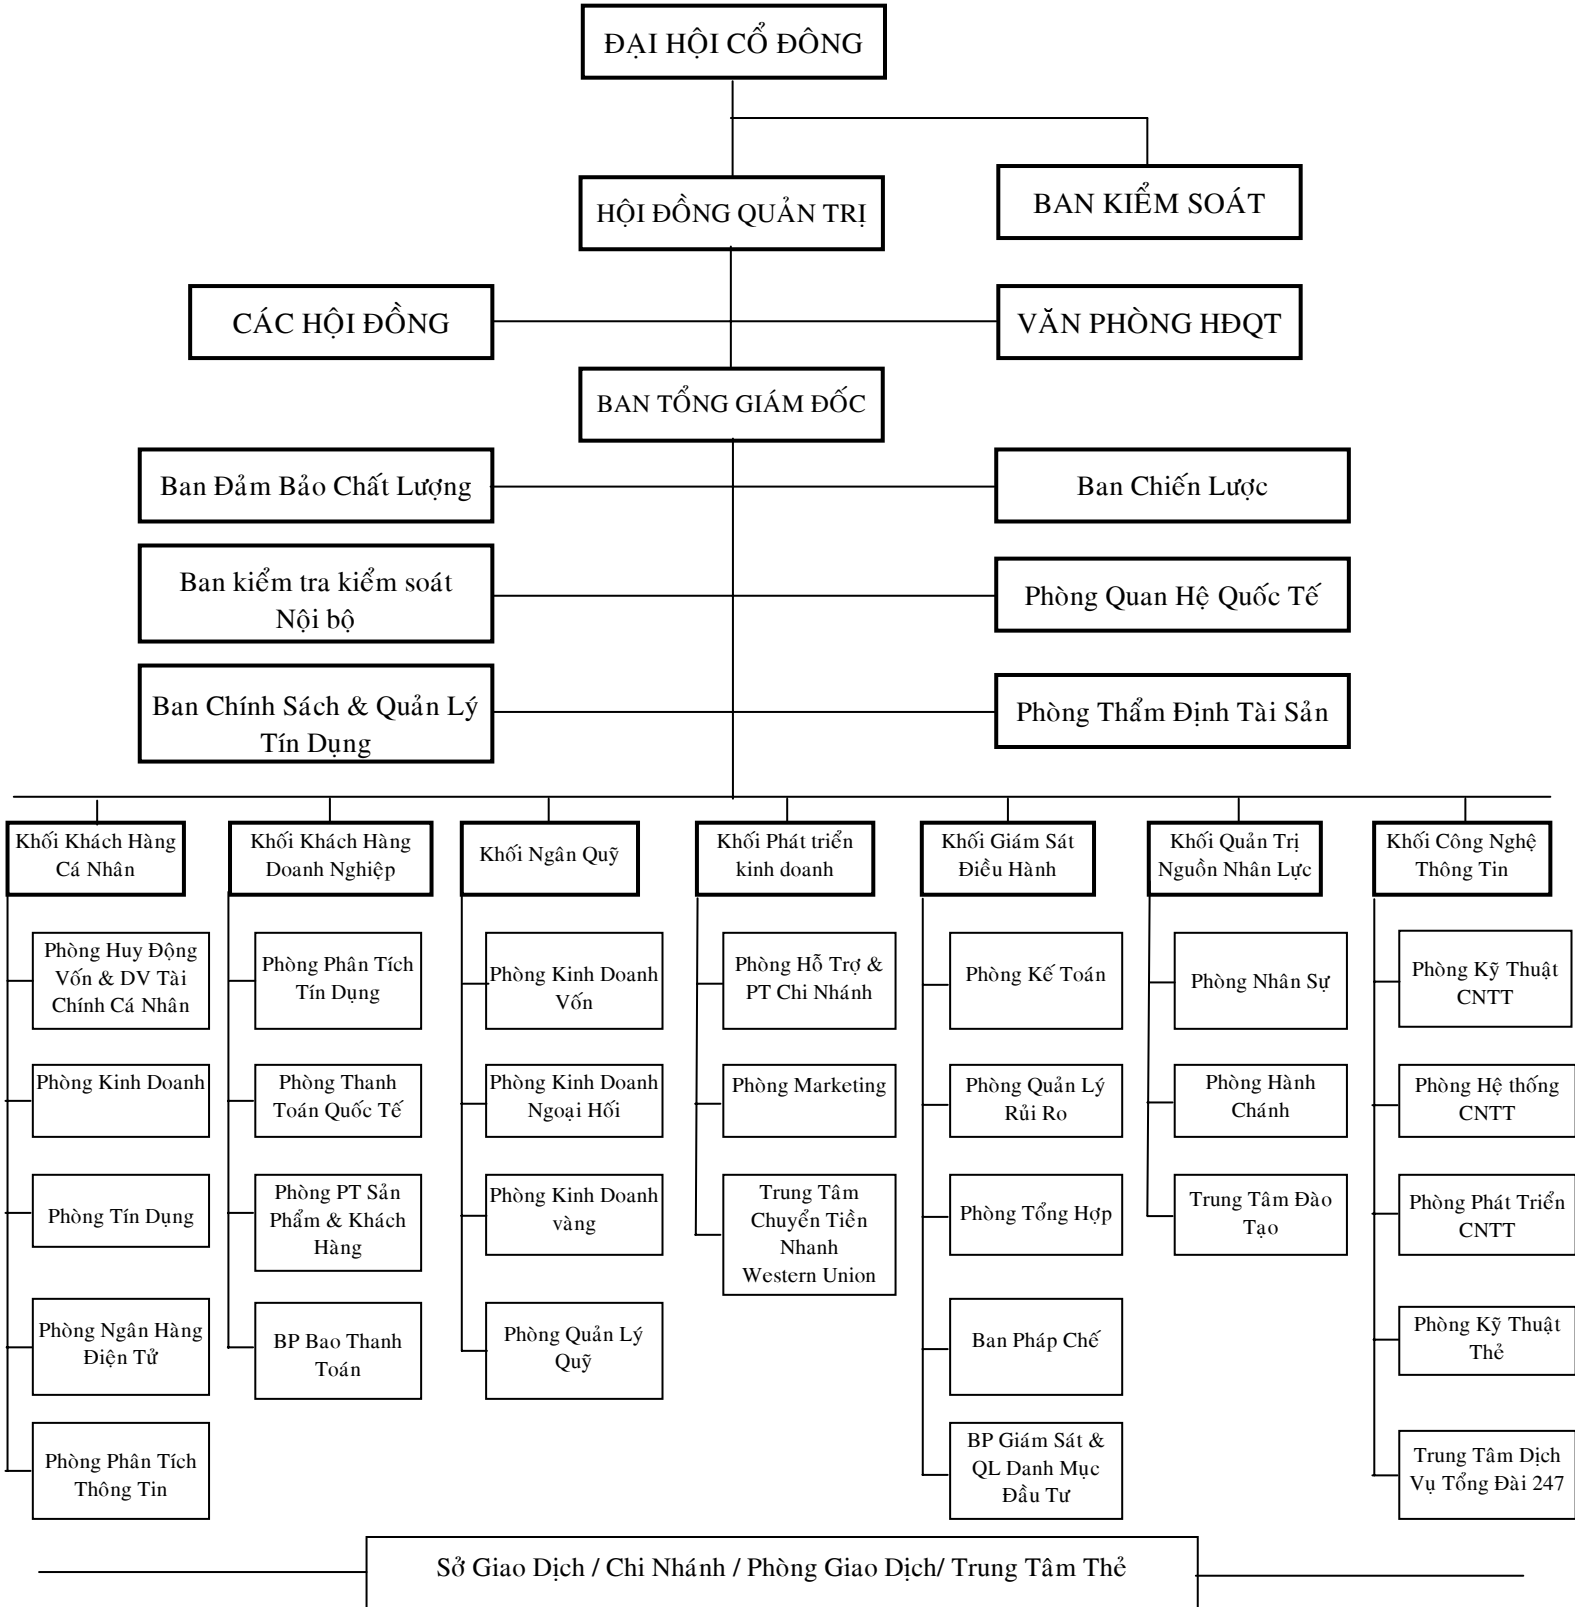 ĐẠI HỘI CỔ ĐÔNG
HỘI ĐỒNG QUẢN TRỊ
BAN KIỂM SOÁT
CÁC HỘI ĐỒNG
VĂN PHÒNG HĐQT
BAN TỔNG GIÁM ĐỐC
Ban Đảm Bảo Chất Lượng
Ban Chiến Lược
Ban kiểm tra kiểm soát
Nội bộ
Phòng Quan Hệ Quốc Tế
Ban Chính Sách & Quản Lý
Tín Dụng
Phòng Thẩm Định Tài Sản
Khối Khách Hàng
Cá Nhân
Phòng Huy Động
Vốn & DV Tài
Chính Cá Nhân
Phòng Kinh Doanh
Phòng Tín Dụng
Phòng Ngân Hàng
Điện Tử
Phòng Phân Tích
Thông Tin
Khối Khách Hàng
Doanh Nghiệp
Phòng Phân Tích
Tín Dụng
Phòng Thanh
Toán Quốc Tế
Phòng PT Sản
Phẩm & Khách
Hàng
BP Bao Thanh
Toán
Khối Ngân Quỹ
Phòng Kinh Doanh
Vốn
Phòng Kinh Doanh
Ngoại Hối
Phòng Kinh Doanh
vàng
Phòng Quản Lý
Quỹ
Khối Phát triển
kinh doanh
Phòng Hỗ Trợ &
PT Chi Nhánh
Phòng Marketing
Trung Tâm
Chuyển Tiền
Nhanh
Western Union
Khối Giám Sát
Điều Hành
Phòng Kế Toán
Phòng Quản Lý
Rủi Ro
Phòng Tổng Hợp
Ban Pháp Chế
BP Giám Sát &
QL Danh Mục
Đầu Tư
Khối Quản Trị
Nguồn Nhân Lực
Phòng Nhân Sự
Phòng Hành
Chánh
Trung Tâm Đào
Tạo
Khối Công Nghệ
Thông Tin
Phòng Kỹ Thuật
CNTT
Phòng Hệ thống
CNTT
Phòng Phát Triển
CNTT
Phòng Kỹ Thuật
Thẻ
Trung Tâm Dịch
Vụ Tổng Đài 247
Sở Giao Dịch / Chi Nhánh / Phòng Giao Dịch/ Trung Tâm Thẻ